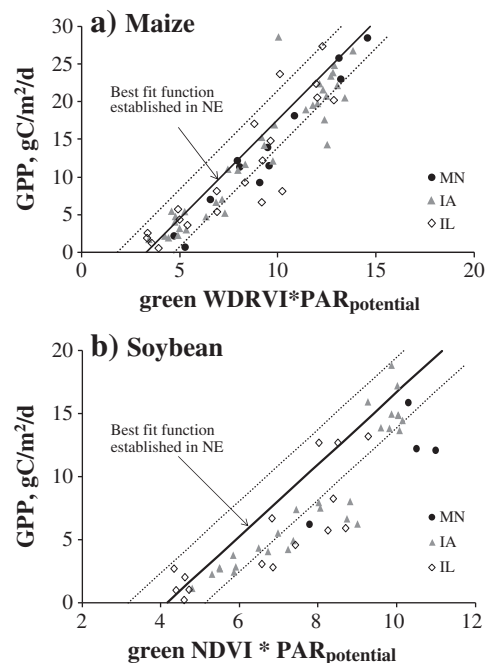 a) Maize
30
25
20
15
10
5
0
GPP, gC/m²/d
Best fit function
established in NE
MN
IA
IL
0 5 10 15 20
green WDRVI*PARpotential
b) Soybean
20
15
10
5
0
GPP, gC/m²/d
Best fit function
established in NE
MN
IA
IL
2 4 6 8 10 12
green NDVI * PARpotential